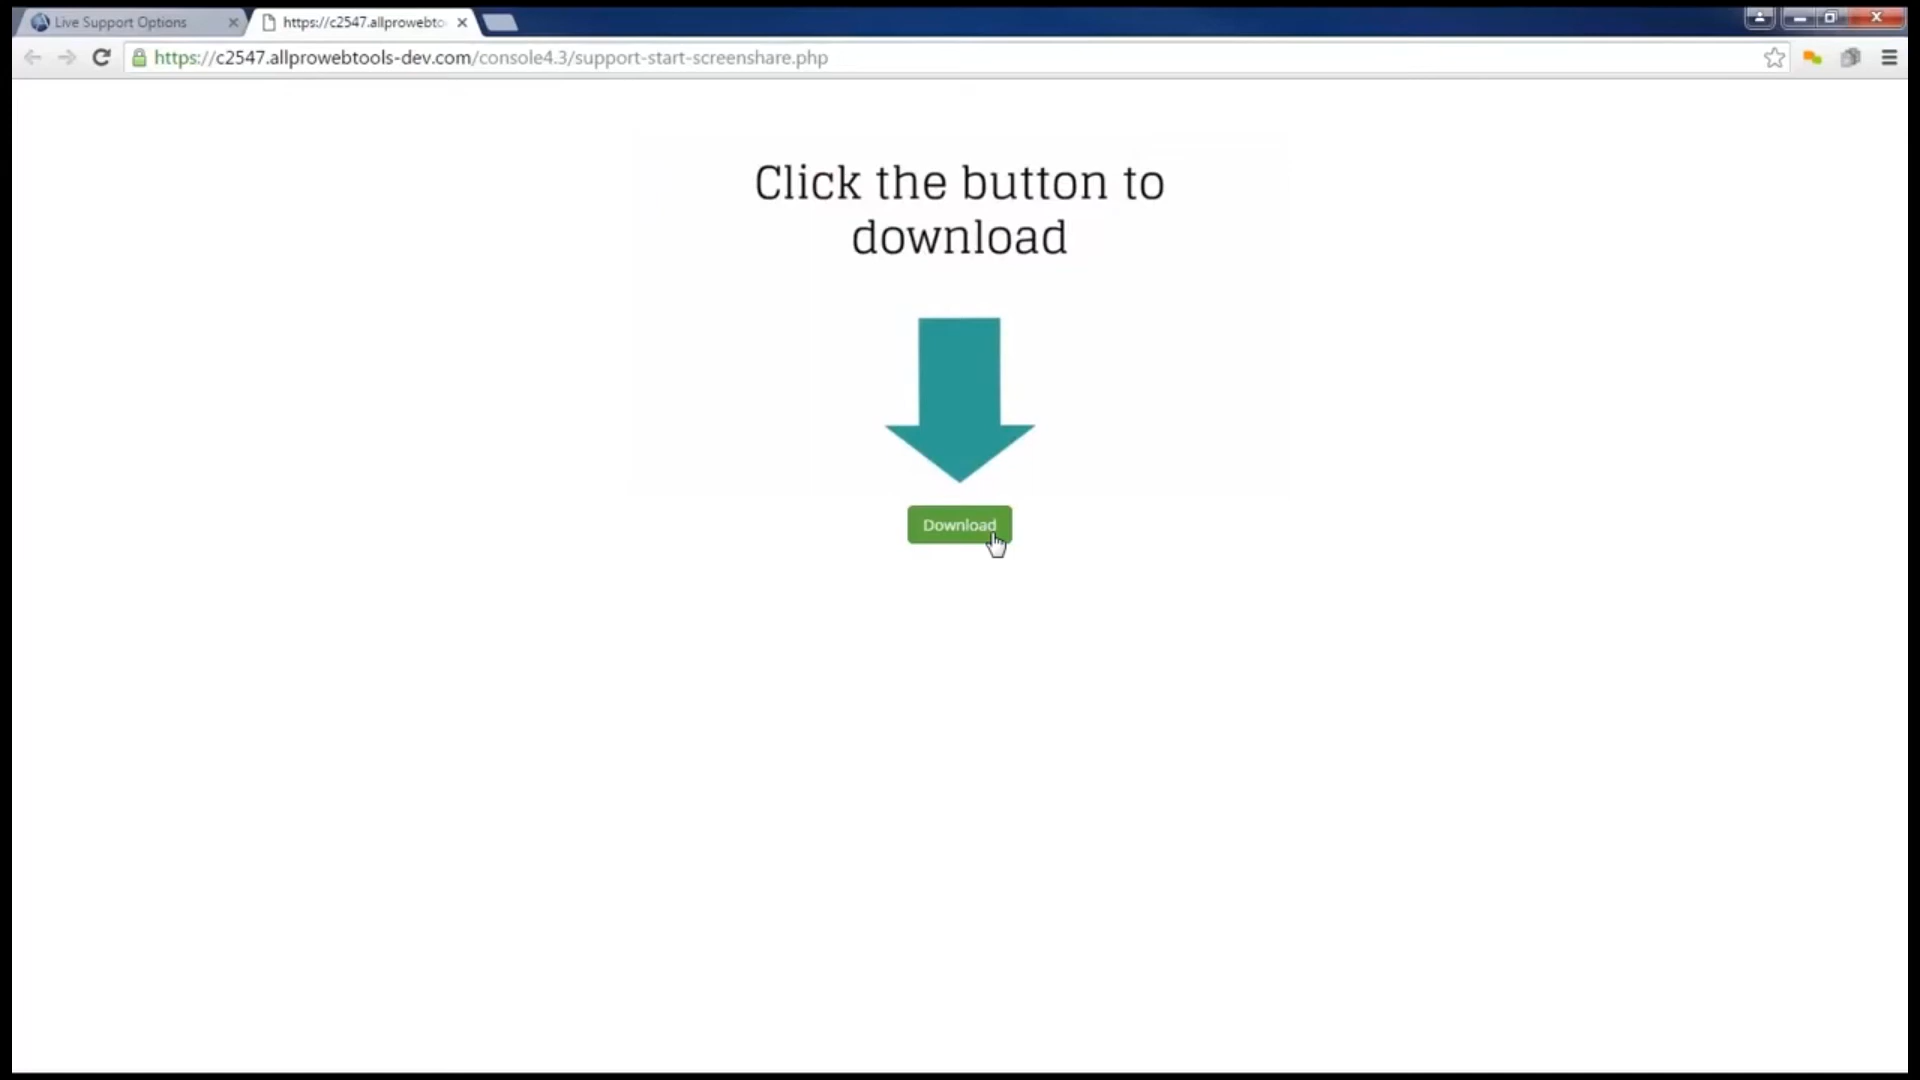 Live Support Options
https://c2547.allprowebto
https://c2547.allprowebtools-dev.com/console4.3/support-start-screenshare.php
Click the button to
download
Download